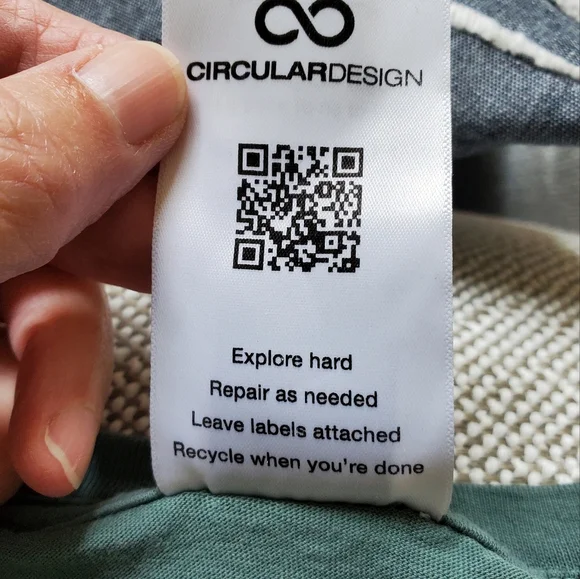 CIRCULARDESIGN
Explore hard
Repair as needed
Leave labels attached
Recycle when you're done